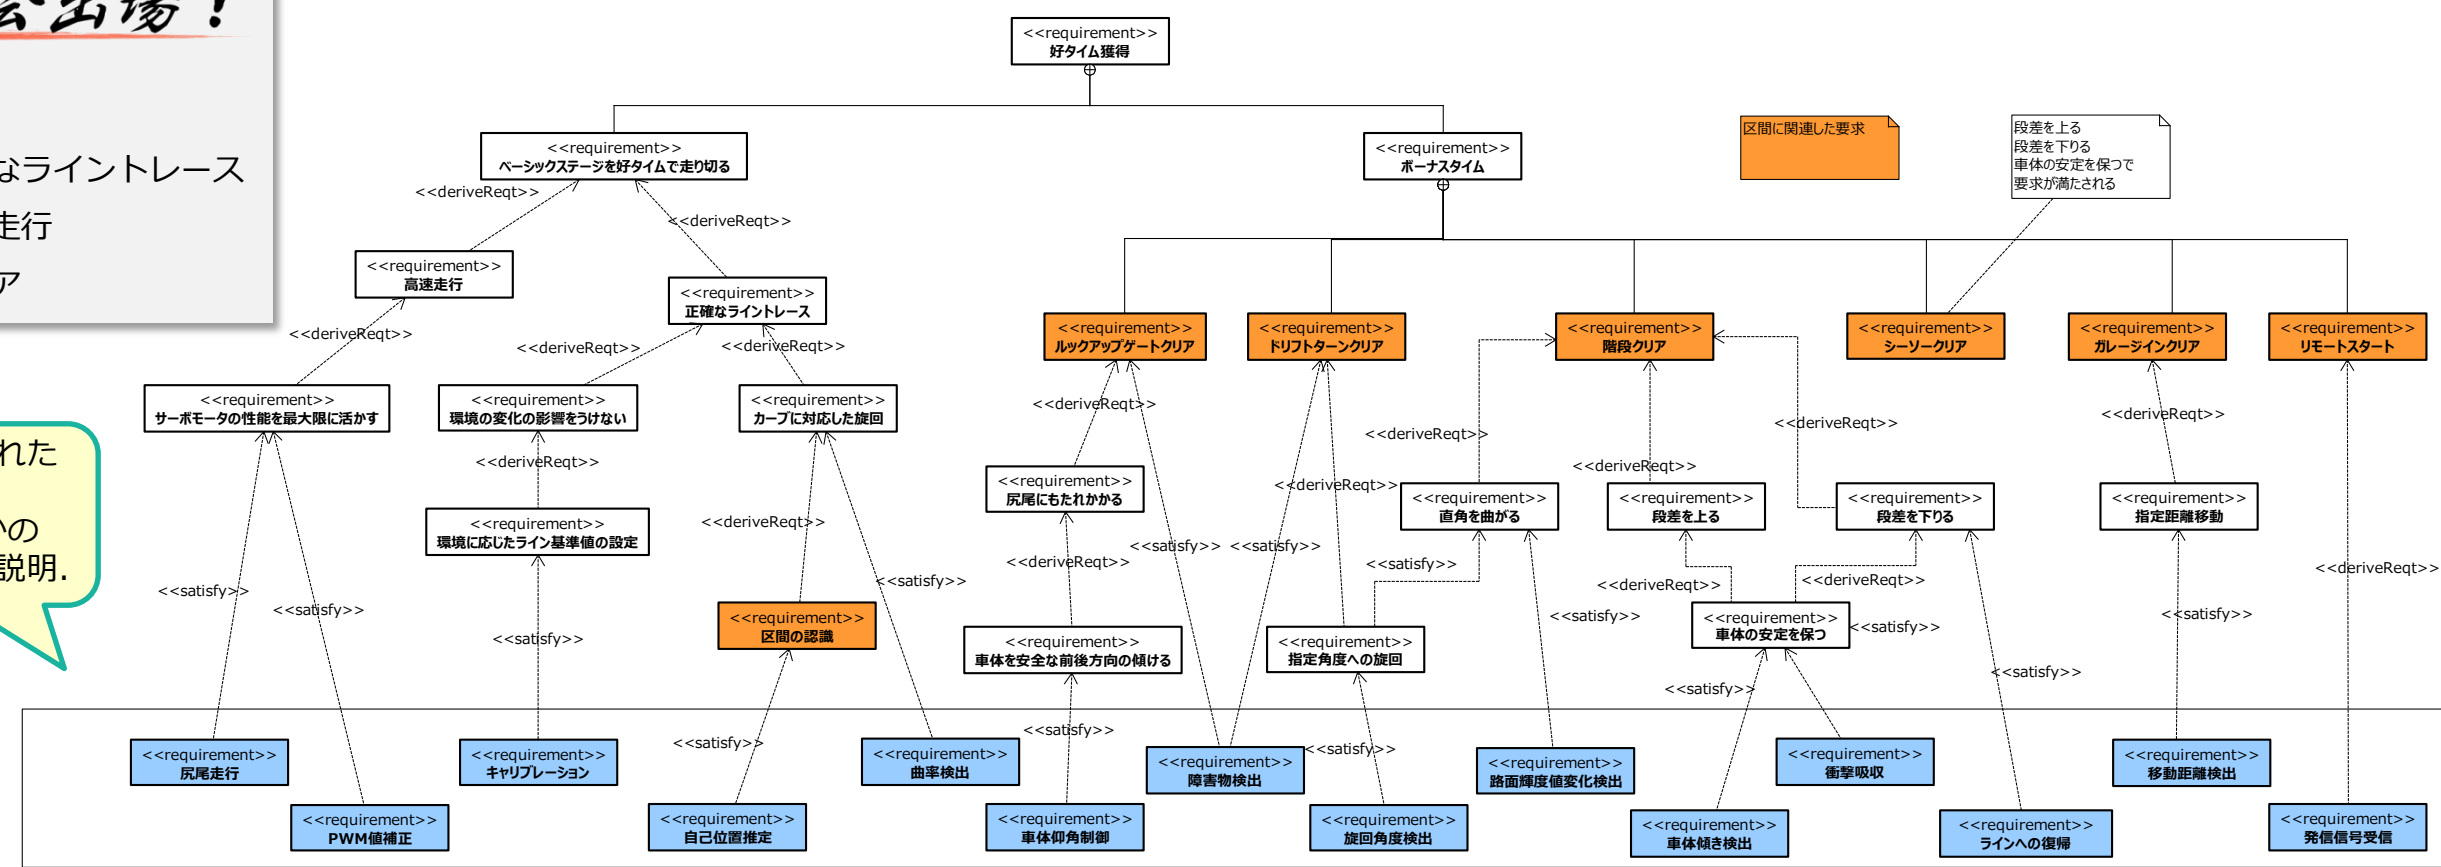 会出場！
なライントレース
走行
ア
れた
への
説明.
<<requirement>>
好タイム獲得
<<requirement>>
ベーシックステージを好タイムで走り切る
<<requirement>>
ボーナスタイム
区間に関連した要求
段差を上る
段差を下りる
車体の安定を保つで
要求が満たされる
<<deriveReqt>>
<<deriveReqt>>
<<requirement>>
高速走行
<<requirement>>
正確なライントレース
<<deriveReqt>>
<<deriveReqt>>
<<deriveReqt>>
<<requirement>>
ルックアップゲートクリア
<<requirement>>
ドリフトターンクリア
<<requirement>>
階段クリア
<<requirement>>
シーソークリア
<<requirement>>
ガレージインクリア
<<requirement>>
リモートスタート
<<requirement>>
サーボモータの性能を最大限に活かす
<<requirement>>
環境の変化の影響をうけない
<<requirement>>
カーブに対応した旋回
<<deriveReqt>>
<<deriveReqt>>
<<deriveReqt>>
<<deriveReqt>>
<<deriveReqt>>
<<deriveReqt>>
<<deriveReqt>>
<<requirement>>
尻尾にもたれかかる
<<requirement>>
直角を曲がる
<<requirement>>
段差を上る
<<requirement>>
段差を下りる
<<requirement>>
指定距離移動
<<requirement>>
環境に応じたライン基準値の設定
<<deriveReqt>>
<<satisfy>>
<<satisfy>>
<<deriveReqt>>
<<satisfy>>
<<deriveReqt>>
<<deriveReqt>>
<<deriveReqt>>
<<satisfy>>
<<satisfy>>
<<satisfy>>
<<satisfy>>
<<satisfy>>
<<satisfy>>
<<satisfy>>
<<requirement>>
区間の認識
<<requirement>>
車体を安全な前後方向の傾ける
<<requirement>>
指定角度への旋回
<<requirement>>
車体の安定を保つ
<<satisfy>>
<<satisfy>>
<<satisfy>>
<<satisfy>>
<<satisfy>>
<<satisfy>>
<<requirement>>
尻尾走行
<<requirement>>
キャリブレーション
<<requirement>>
曲率検出
<<requirement>>
障害物検出
<<requirement>>
路面輝度値変化検出
<<requirement>>
衝撃吸収
<<requirement>>
移動距離検出
<<requirement>>
PWM値補正
<<requirement>>
自己位置推定
<<requirement>>
車体仰角制御
<<requirement>>
旋回角度検出
<<requirement>>
車体傾き検出
<<requirement>>
ラインへの復帰
<<requirement>>
発信信号受信